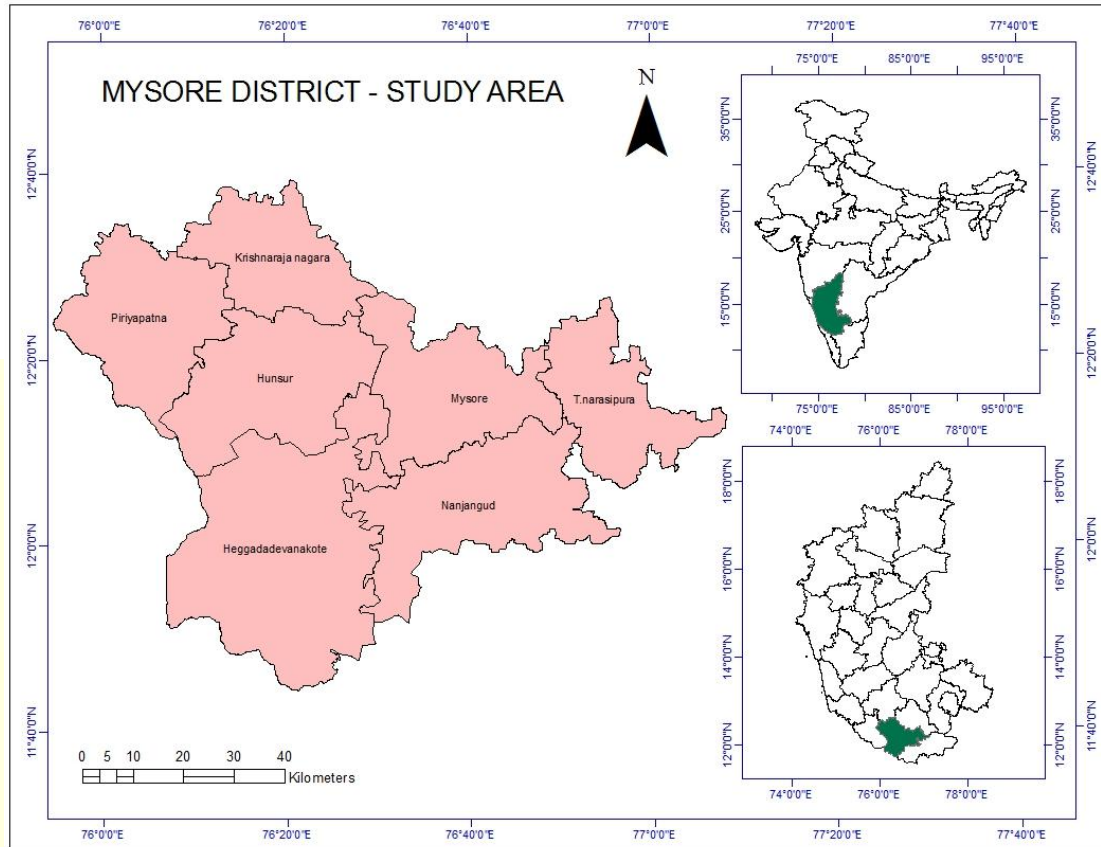 76°0'0"E 76°20'0"E 76°40'0"E 77°0'0"E 77°20'0"E 77°40'0"E
MYSORE DISTRICT - STUDY AREA
N
12°40'0"N
12°20'0"N
12°0'0"N
11°40'0"N
Krishnaraja nagara
Piriyapatna
Hunsur
Mysore
T.narasipura
Nanjangud
Heggadadevanakote
0 5 10 20 30 40
Kilometers
75°0'0"E 85°0'0"E 95°0'0"E
35°0'0"N
25°0'0"N
15°0'0"N
35°0'0"N
25°0'0"N
15°0'0"N
75°0'0"E 85°0'0"E 95°0'0"E
74°0'0"E 76°0'0"E 78°0'0"E
18°0'0"N
16°0'0"N
14°0'0"N
12°0'0"N
18°0'0"N
16°0'0"N
14°0'0"N
12°0'0"N
74°0'0"E 76°0'0"E 78°0'0"E
12°40'0"N
12°20'0"N
12°0'0"N
11°40'0"N
76°0'0"E 76°20'0"E 76°40'0"E 77°0'0"E 77°20'0"E 77°40'0"E